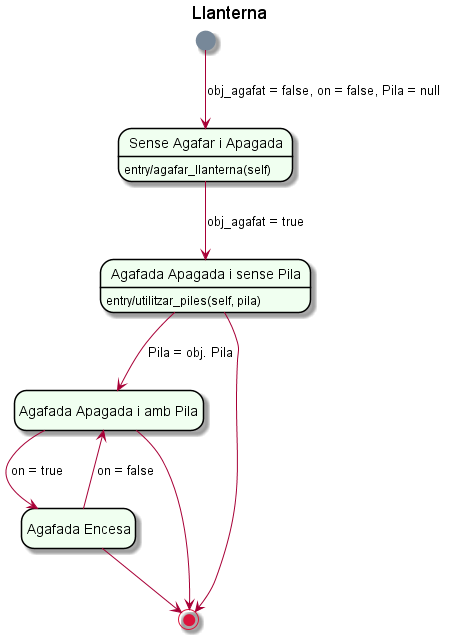 Llanterna
obj_agafat = false, on = false, Pila = null
Sense Agafar i Apagada
entry/agafar_llanterna(self)
obj_agafat = true
Agafada Apagada i sense Pila
entry/utilitzar_piles(self, pila)
Pila = obj. Pila
Agafada Apagada i amb Pila
on = true
on = false
Agafada Encesa